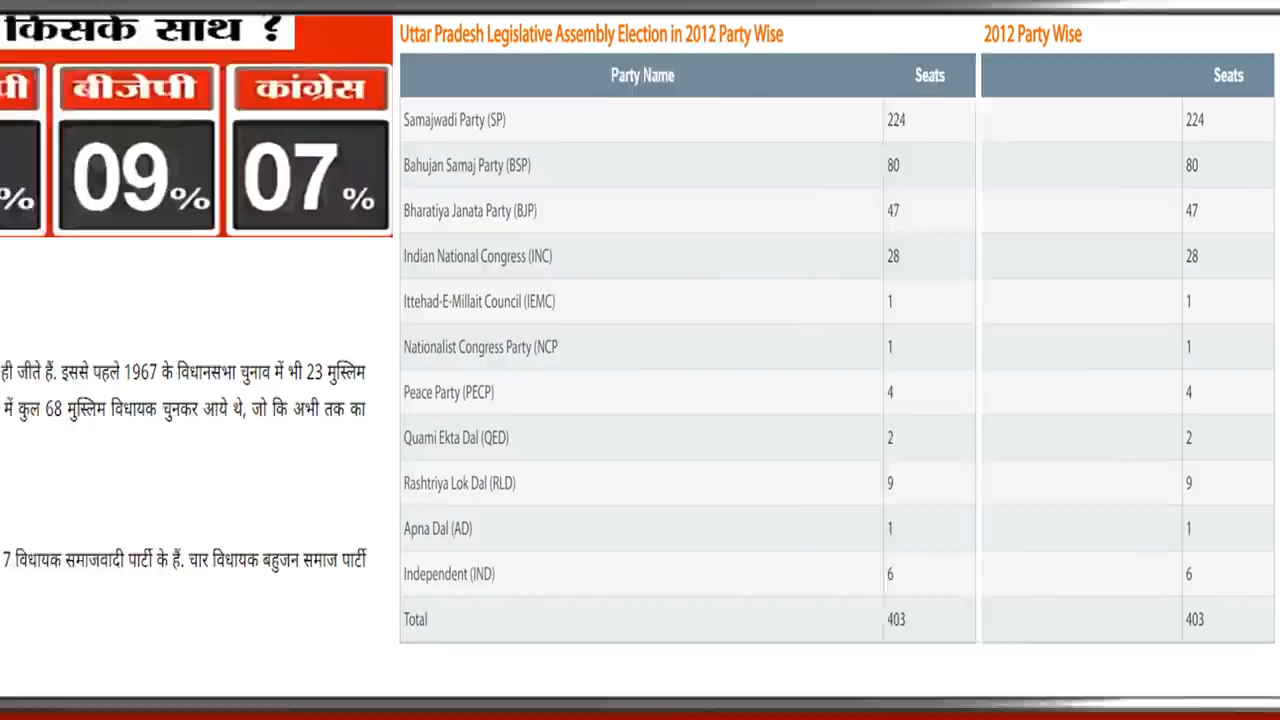 किसके साथ ?
पी
बीजेपी
कांग्रेस
%
09%
07%
ही जीते हैं. इससे पहले 1967 के विधानसभा चुनाव में भी 23 मुस्लिम
में कुल 68 मुस्लिम विधायक चुनकर आये थे, जो कि अभी तक का
7 विधायक समाजवादी पार्टी के हैं. चार विधायक बहुजन समाज पार्टी
Uttar Pradesh Legislative Assembly Election in 2012 Party Wise
Party Name Seats
Samajwadi Party (SP) 224
Bahujan Samaj Party (BSP) 80
Bharatiya Janata Party (BJP) 47
Indian National Congress (INC) 28
Ittehad-E-Millait Council (IEMC) 1
Nationalist Congress Party (NCP 1
Peace Party (PECP) 4
Quami Ekta Dal (QED) 2
Rashtriya Lok Dal (RLD) 9
Apna Dal (AD) 1
Independent (IND) 6
Total 403
2012 Party Wise
Seats
224
80
47
28
1
1
4
2
9
1
6
403